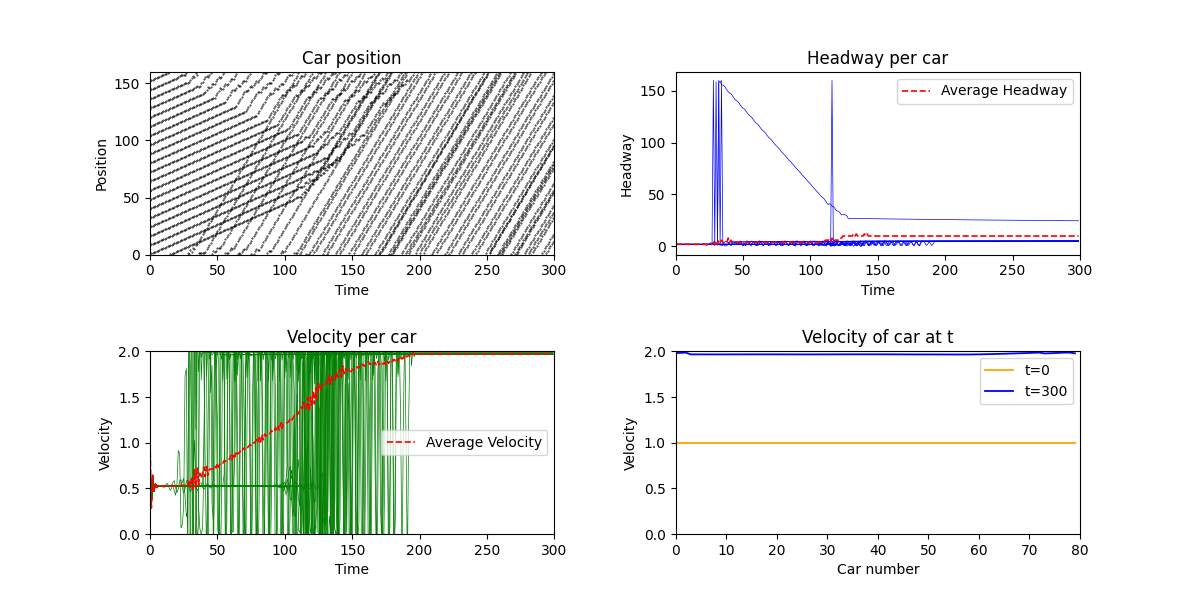 Car position
Position
150
100
50
0
0 50 100 150 200 250 300
Time
Headway per car
Headway
150
100
50
0
Average Headway
0 50 100 150 200 250 300
Time
Velocity per car
Velocity
2.0
1.5
1.0
0.5
0.0
Average Velocity
0 50 100 150 200 250 300
Time
Velocity of car at t
Velocity
2.0
1.5
1.0
0.5
0.0
t=0
t=300
0 10 20 30 40 50 60 70 80
Car number